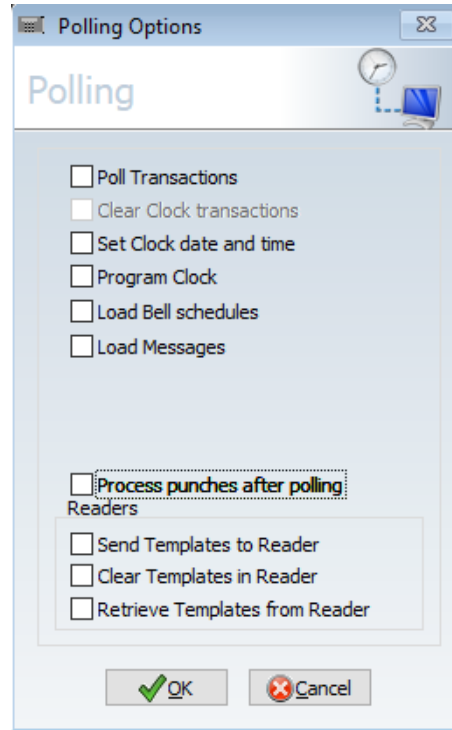 Polling Options
Polling
Poll Transactions
Clear Clock transactions
Set Clock date and time
Program Clock
Load Bell schedules
Load Messages
Process punches after polling
Readers
Send Templates to Reader
Clear Templates in Reader
Retrieve Templates from Reader
OK Cancel